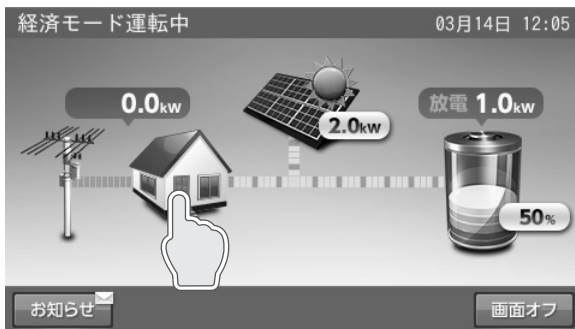 経済モード運転中
03月14日 12:05
0.0kw
2.0kw
放電 1.0kw
50%
お知らせ
画面オフ